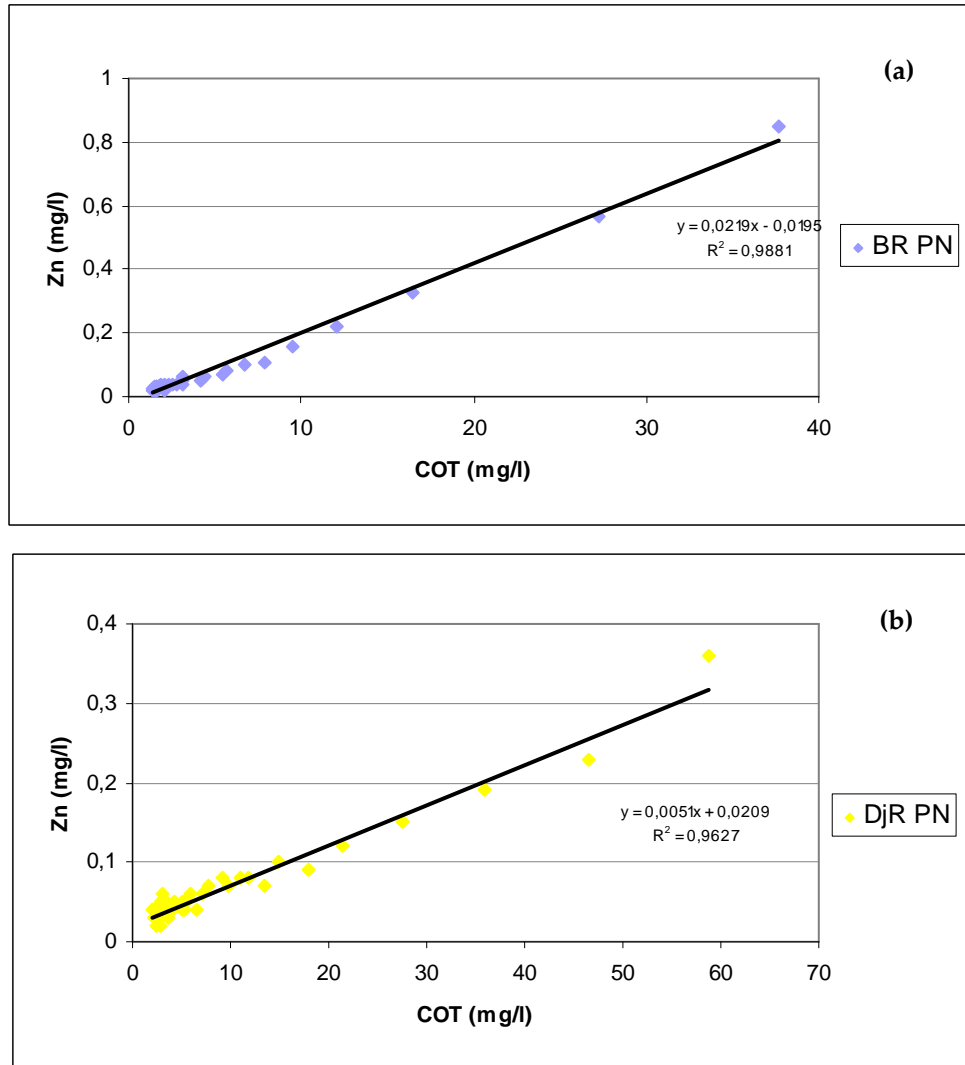 (a)
1
0,8
0,6
0,4
0,2
0
Zn (mg/l)
y = 0,0219x - 0,0195
R² = 0,9881
BR PN
0 10 20 30 40
COT (mg/l)
(b)
0,4
0,3
0,2
0,1
0
Zn (mg/l)
y = 0,0051x + 0,0209
R² = 0,9627
DjR PN
0 10 20 30 40 50 60 70
COT (mg/l)